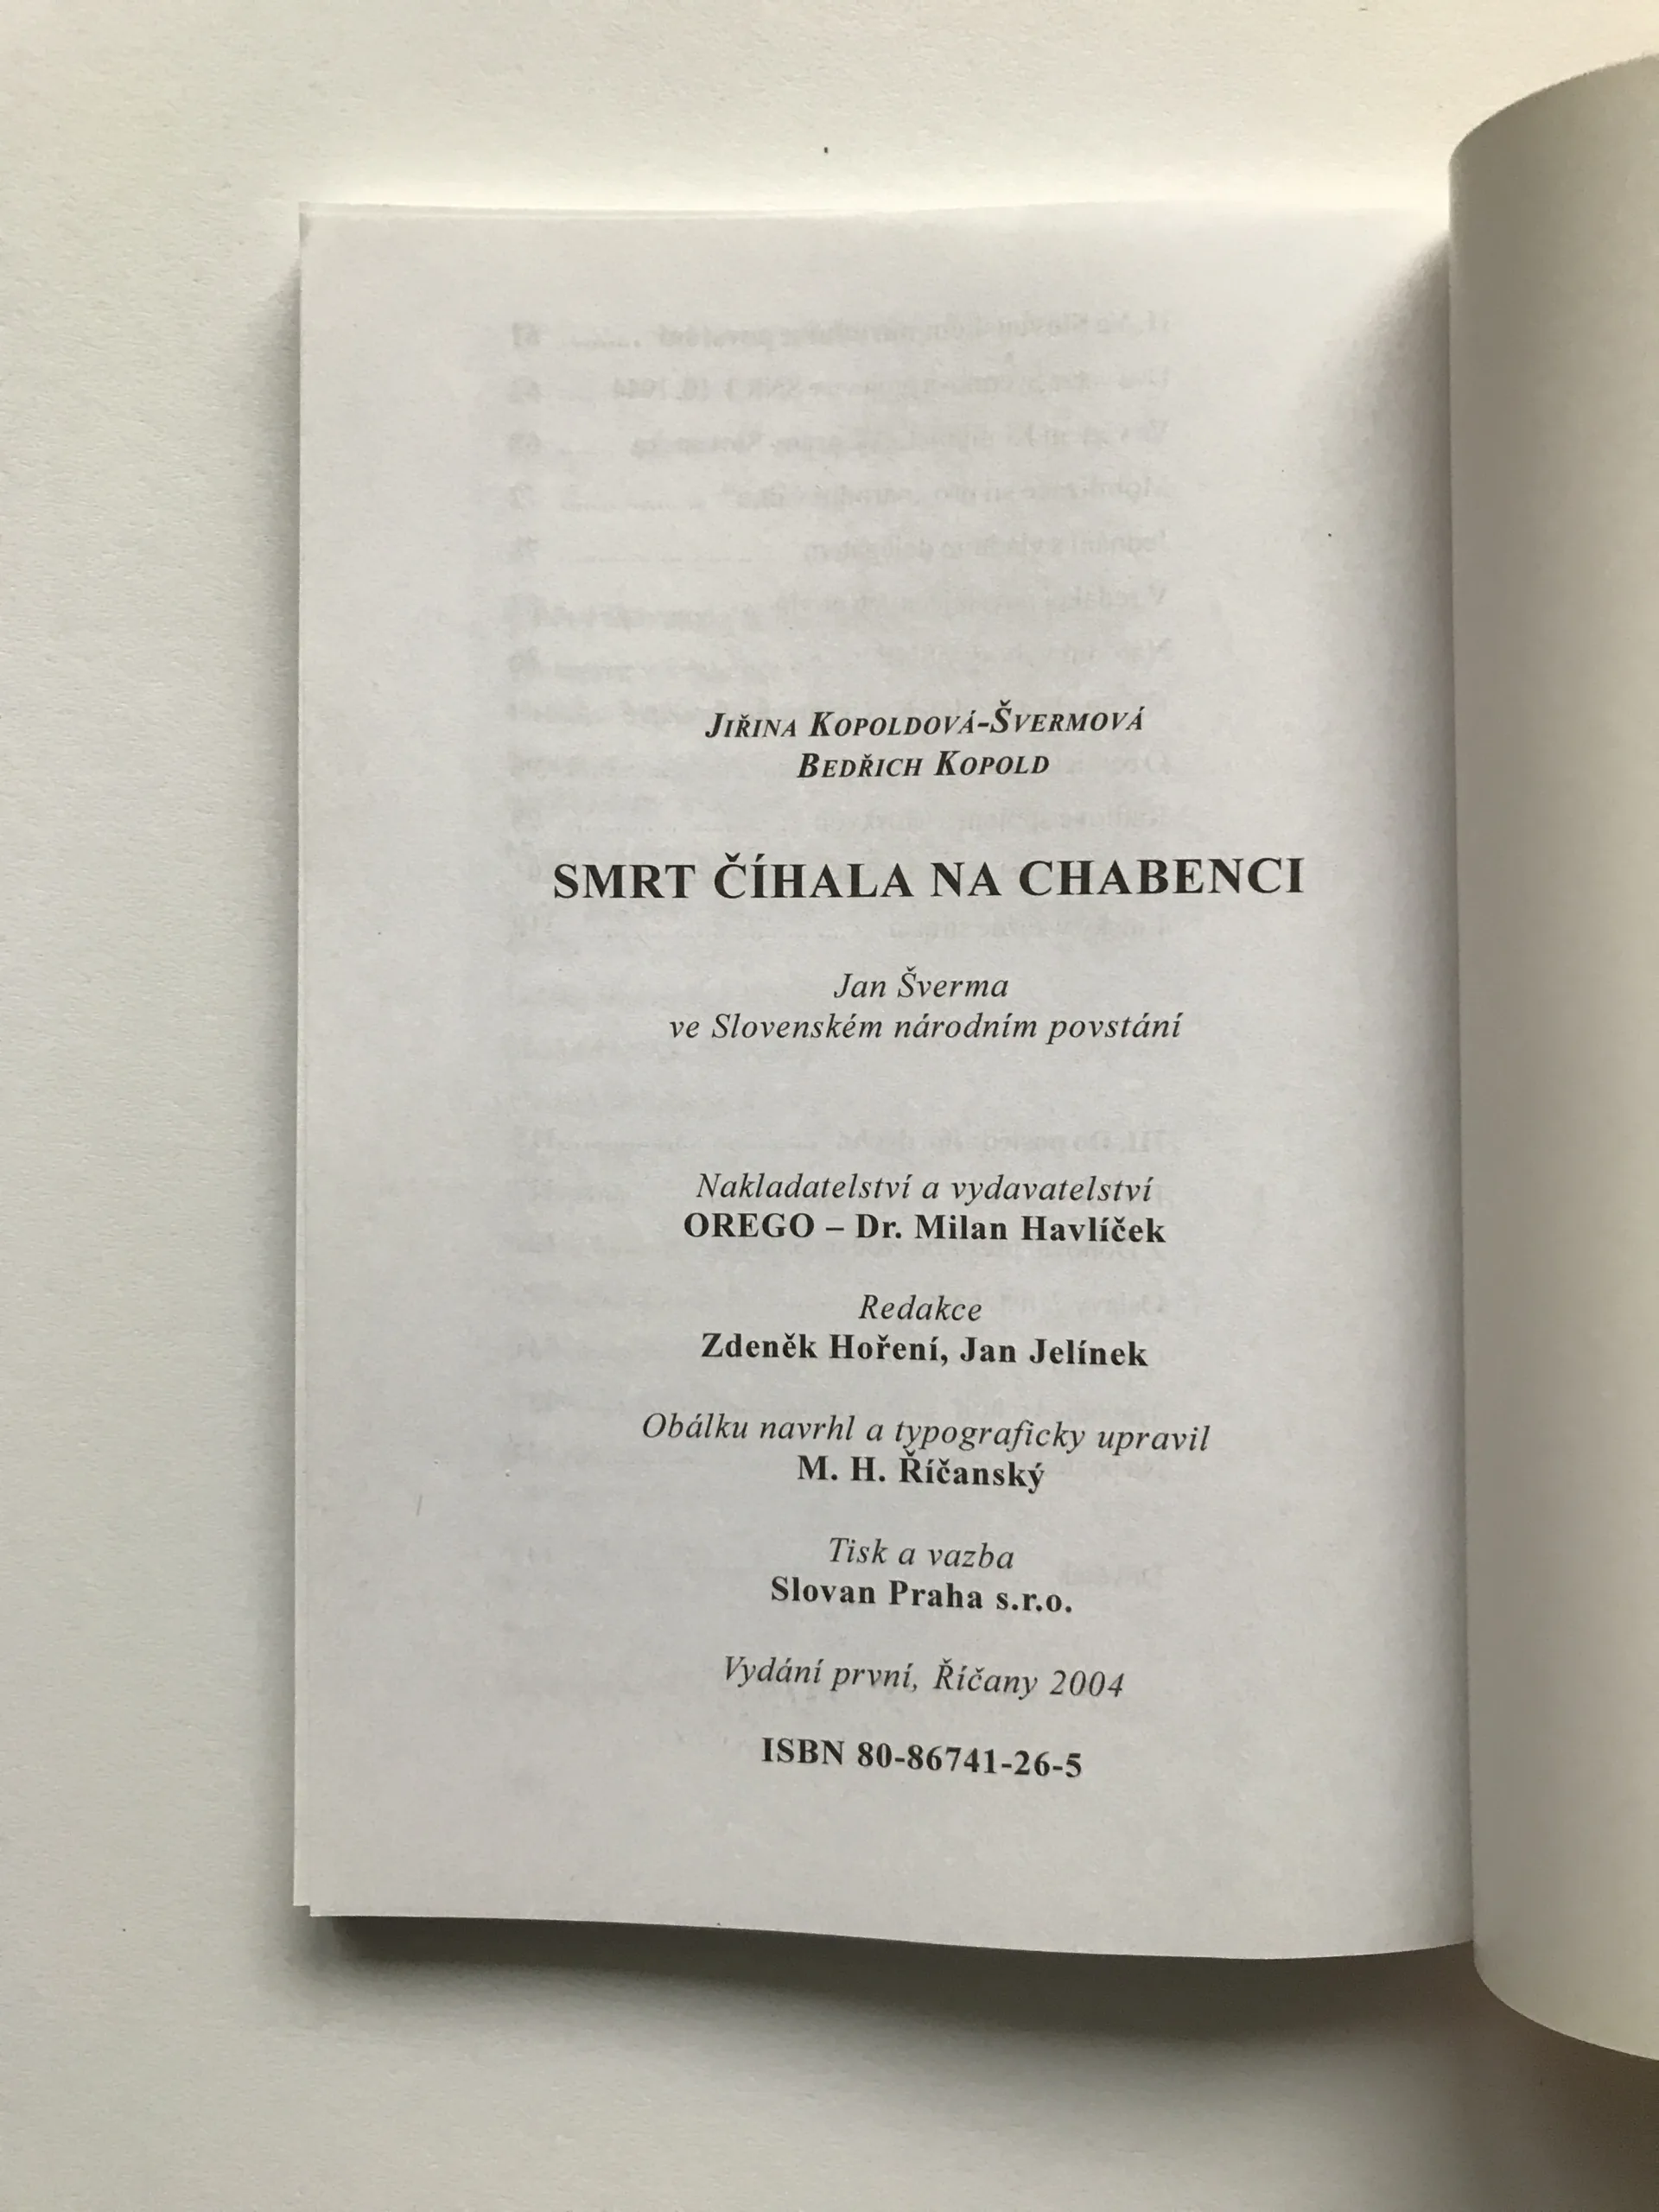 JIŘINA KOPOLDOVÁ-ŠVERMOVÁ
BEDŘICH KOPOLD
SMRT ČÍHALA NA CHABENCI
Jan Šverma
ve Slovenském národním povstání
Nakladatelství a vydavatelství
OREGO – Dr. Milan Havlíček
Redakce
Zdeněk Hoření, Jan Jelínek
Obálku navrhl a typograficky upravil
M. H. Říčanský
Tisk a vazba
Slovan Praha s.r.o.
Vydání první, Říčany 2004
ISBN 80-86741-26-5